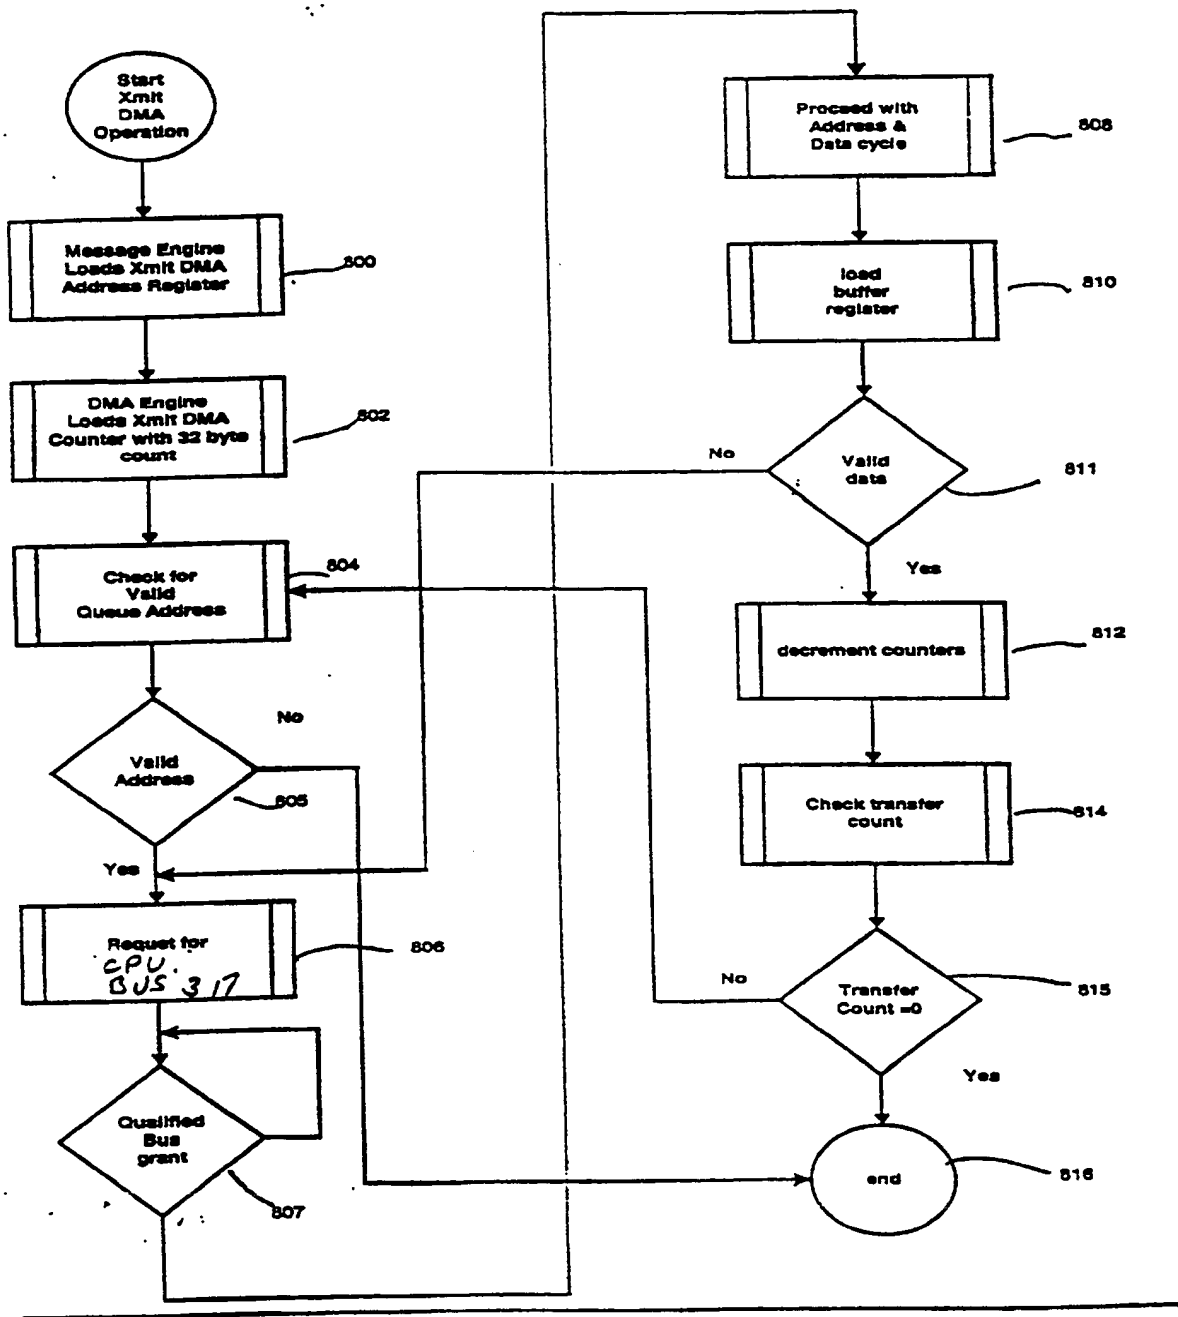 Start
Xmit
DMA
Operation
Message Engine
Loads Xmit DMA
Address Register
800
DMA Engine
Loads Xmit DMA
Counter with 32 byte
count
802
Check for
Valid
Queue Address
804
Valid
Address
No
805
Yes
Requet for
CPU
BUS 317
806
Qualified
Bus
grant
807
Proceed with
Address &
Data cycle
808
load
buffer
register
810
Valid
data
No
811
Yes
decrement counters
812
Check transfer
count
814
Transfer
Count =0
No
815
Yes
end
816